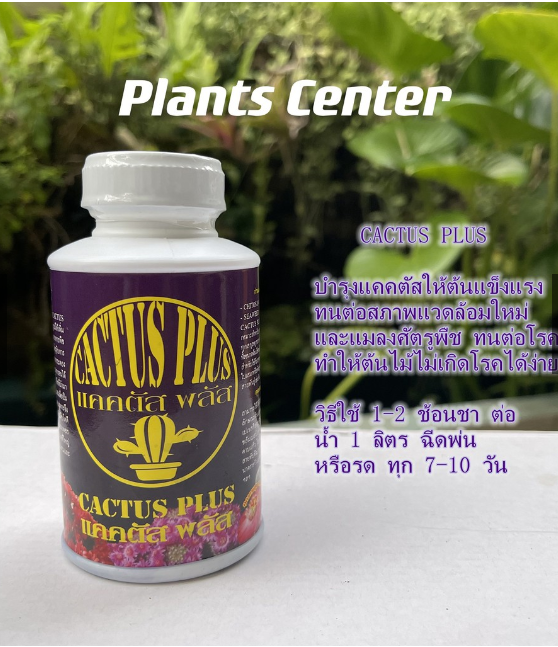 Plants Center
CACTUS PLUS
บำรุงแคคตัสให้ต้นแข็งแรง
ทนต่อสภาพแวดล้อมใหม่
และแมลงศัตรูพืช ทนต่อโรค
ทำให้ต้นไม้ไม่เกิดโรคได้ง่าย
วิธีใช้ 1-2 ช้อนชา ต่อ
น้ำ 1 ลิตร ฉีดพ่น
หรือรด ทุก 7-10 วัน
CACTUS PLUS
แคคตัส พลัส
CACTUS PLUS
แคคตัส พลัส